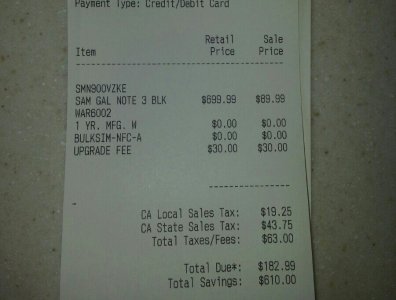 Payment Type: Credit/Debit Card
Retail Sale
Item Price Price
SMN900VZKE
SAM GAL NOTE 3 BLK $699.99 $89.99
WAR6002
1 YR. MFG. W $0.00 $0.00
BULKSIM-NFC-A $0.00 $0.00
UPGRADE FEE $30.00 $30.00
CA Local Sales Tax: $19.25
CA State Sales Tax: $43.75
Total Taxes/Fees: $63.00
Total Due*: $182.99
Total Savings: $610.00